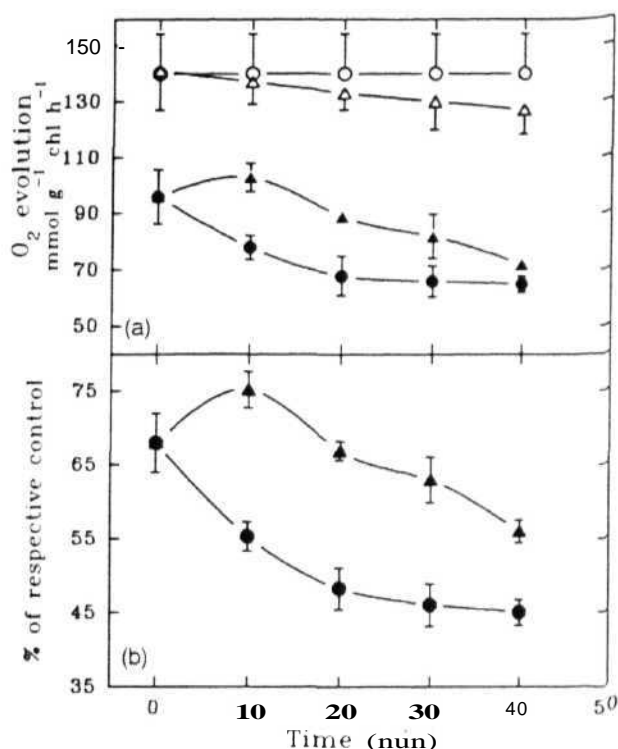 150
130
110
90
70
50
O₂ evolution
mmol g⁻¹ chl h⁻¹
(a)
75
65
55
45
35
% of respective control
(b)
0 10 20 30 40 50
Time (nün)